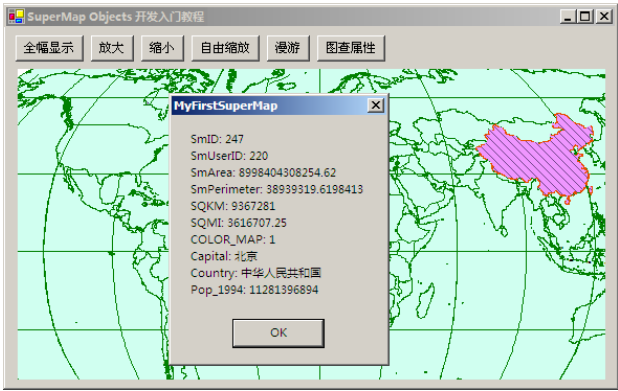 SuperMap Objects 开发入门教程
全幅显示 放大 缩小 自由缩放 漫游 图查属性
MyFirstSuperMap
SmID: 247
SmUserID: 220
SmArea: 8998404308254.62
SmPerimeter: 38939319.6198413
SQKM: 9367281
SQMI: 3616707.25
COLOR_MAP: 1
Capital: 北京
Country: 中华人民共和国
Pop_1994: 11281396894
OK